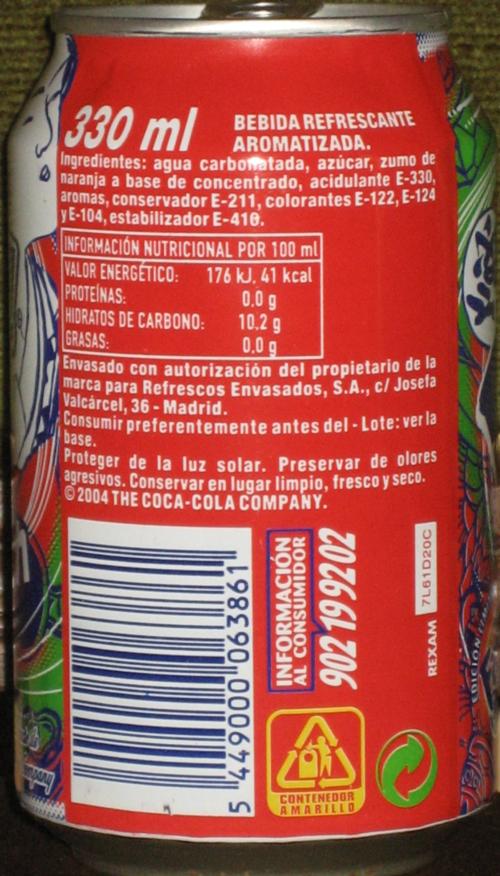 330 ml
BEBIDA REFRESCANTE
AROMATIZADA.
Ingredientes: agua carbonatada, azúcar, zumo de
naranja a base de concentrado, acidulante E-330,
aromas, conservador E-211, colorantes E-122, E-124
y E-104, estabilizador E-410.
INFORMACIÓN NUTRICIONAL POR 100 ml
VALOR ENERGÉTICO: 176 kJ, 41 kcal
PROTEÍNAS: 0,0 g
HIDRATOS DE CARBONO: 10,2 g
GRASAS: 0,0 g
Envasado con autorización del propietario de la
marca para Refrescos Envasados, S.A., c/ Josefa
Valcárcel, 36 - Madrid.
Consumir preferentemente antes del - Lote: ver la
base.
Proteger de la luz solar. Preservar de olores
agresivos. Conservar en lugar limpio, fresco y seco.
© 2004 THE COCA-COLA COMPANY.
5 449000 063861
INFORMACIÓN
AL CONSUMIDOR
902 19 92 02
REXAM 7L61D20C
CONTENEDOR
AMARILLO
EDICIÓN